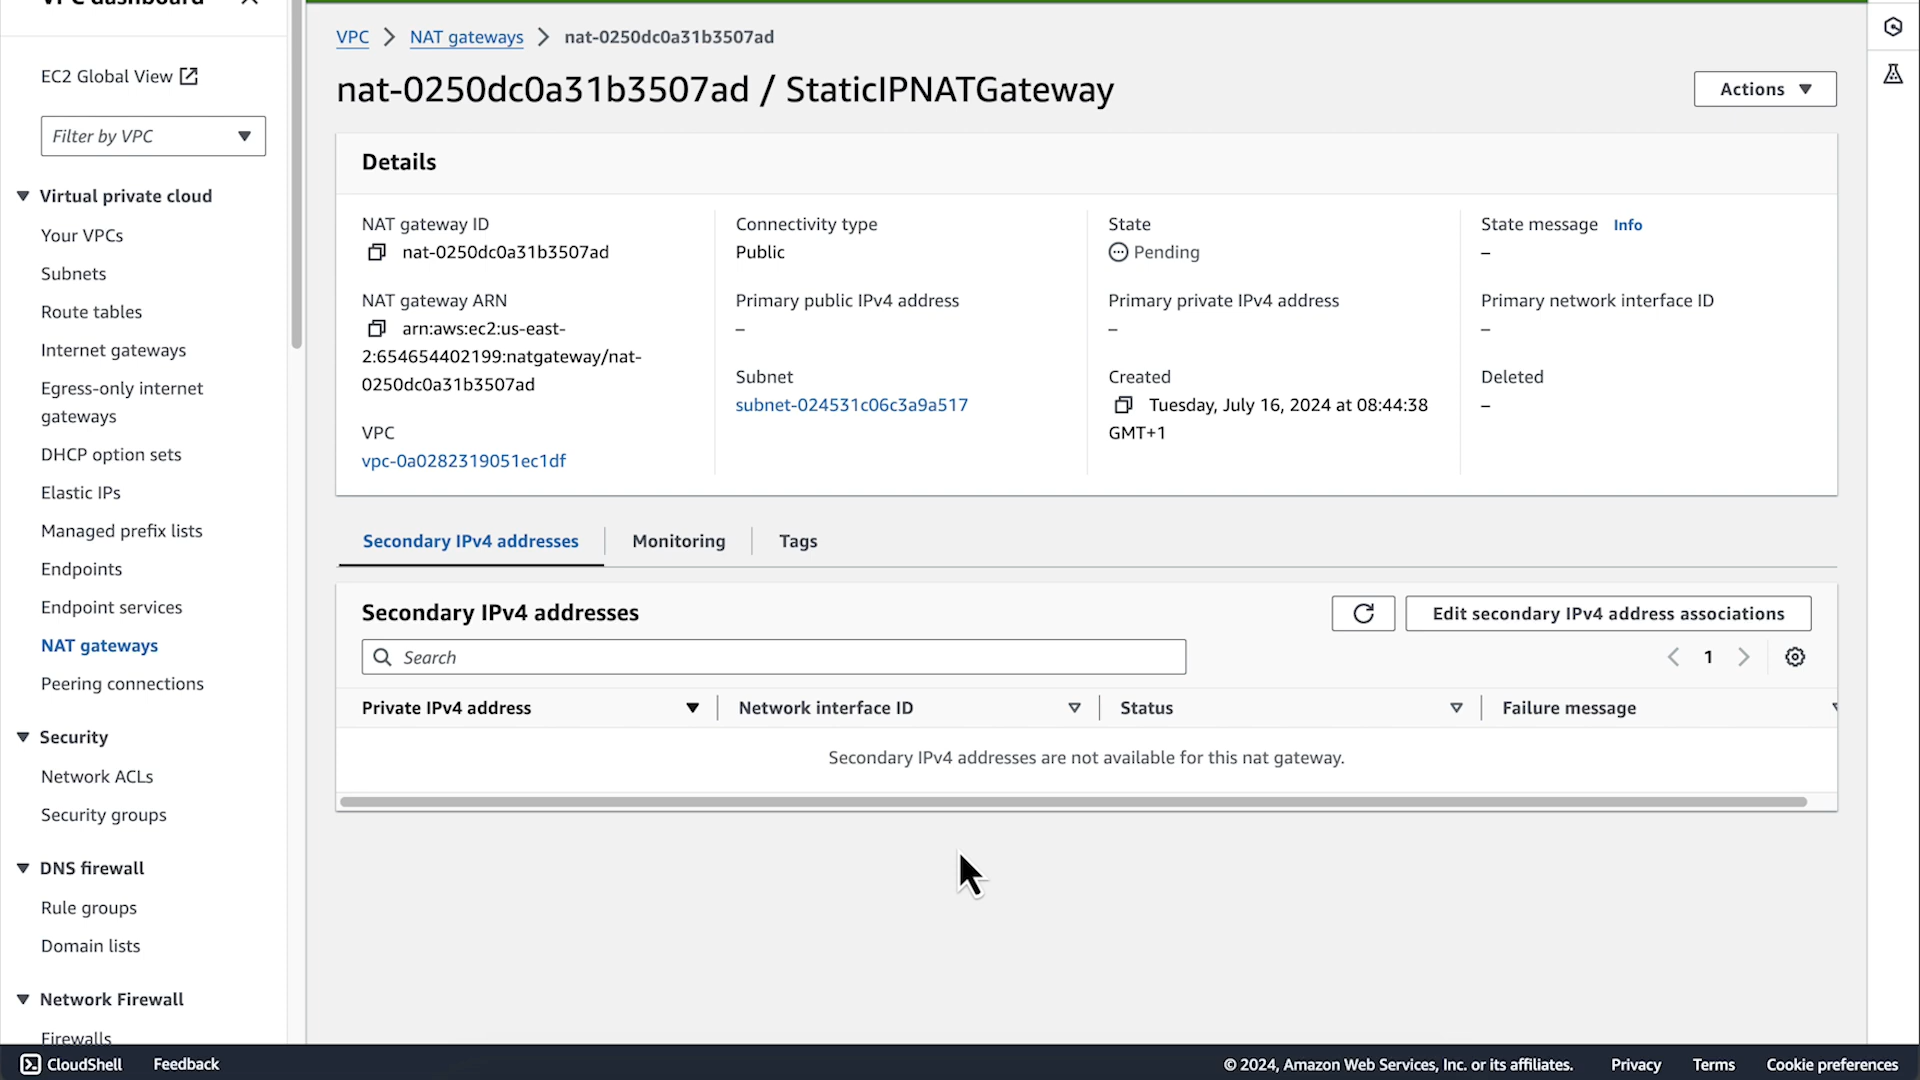 VPC dashboard
EC2 Global View
Filter by VPC
Virtual private cloud
Your VPCs
Subnets
Route tables
Internet gateways
Egress-only internet
gateways
DHCP option sets
Elastic IPs
Managed prefix lists
Endpoints
Endpoint services
NAT gateways
Peering connections
Security
Network ACLs
Security groups
DNS firewall
Rule groups
Domain lists
Network Firewall
Firewalls
VPC > NAT gateways > nat-0250dc0a31b3507ad
nat-0250dc0a31b3507ad / StaticIPNATGateway
Actions
Details
NAT gateway ID
nat-0250dc0a31b3507ad
NAT gateway ARN
arn:aws:ec2:us-east-
2:654654402199:natgateway/nat-
0250dc0a31b3507ad
VPC
vpc-0a0282319051ec1df
Connectivity type
Public
Primary public IPv4 address
–
Subnet
subnet-024531c06c3a9a517
State
Pending
Primary private IPv4 address
–
Created
Tuesday, July 16, 2024 at 08:44:38
GMT+1
State message Info
–
Primary network interface ID
–
Deleted
–
Secondary IPv4 addresses
Monitoring
Tags
Secondary IPv4 addresses
Edit secondary IPv4 address associations
Search
1
Private IPv4 address
Network interface ID
Status
Failure message
Secondary IPv4 addresses are not available for this nat gateway.
CloudShell
Feedback
© 2024, Amazon Web Services, Inc. or its affiliates.
Privacy
Terms
Cookie preferences